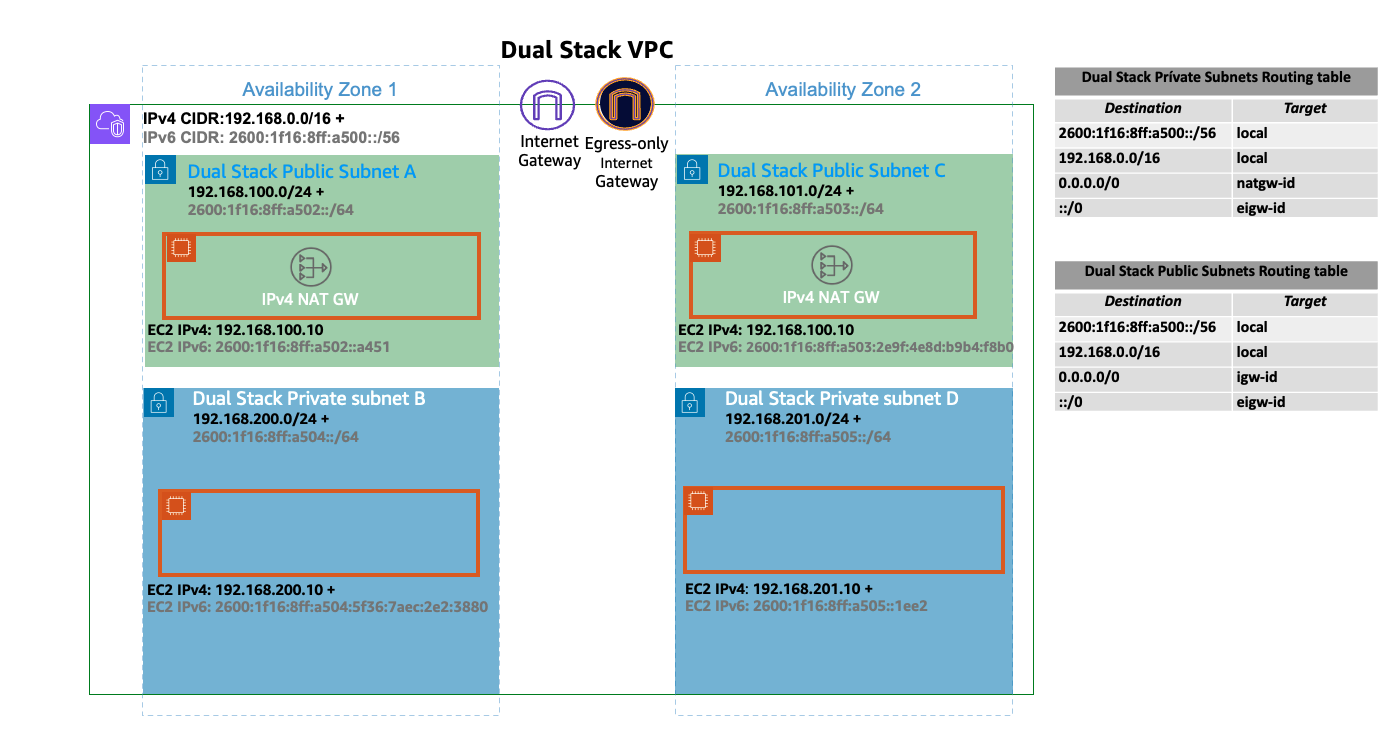 Dual Stack VPC
Availability Zone 1
Availability Zone 2
IPv4 CIDR:192.168.0.0/16 +
IPv6 CIDR: 2600:1f16:8ff:a500::/56
Internet
Gateway
Egress-only
Internet
Gateway
Dual Stack Public Subnet A
192.168.100.0/24 +
2600:1f16:8ff:a502::/64
IPv4 NAT GW
EC2 IPv4: 192.168.100.10
EC2 IPv6: 2600:1f16:8ff:a502::a451
Dual Stack Public Subnet C
192.168.101.0/24 +
2600:1f16:8ff:a503::/64
IPv4 NAT GW
EC2 IPv4: 192.168.100.10
EC2 IPv6: 2600:1f16:8ff:a503:2e9f:4e8d:b9b4:f8b0
Dual Stack Private subnet B
192.168.200.0/24 +
2600:1f16:8ff:a504::/64
EC2 IPv4: 192.168.200.10 +
EC2 IPv6: 2600:1f16:8ff:a504:5f36:7aec:2e2:3880
Dual Stack Private subnet D
192.168.201.0/24 +
2600:1f16:8ff:a505::/64
EC2 IPv4: 192.168.201.10 +
EC2 IPv6: 2600:1f16:8ff:a505::1ee2
Dual Stack Prívate Subnets Routing table
Destination Target
2600:1f16:8ff:a500::/56 local
192.168.0.0/16 local
0.0.0.0/0 natgw-id
::/0 eigw-id
Dual Stack Public Subnets Routing table
Destination Target
2600:1f16:8ff:a500::/56 local
192.168.0.0/16 local
0.0.0.0/0 igw-id
::/0 eigw-id